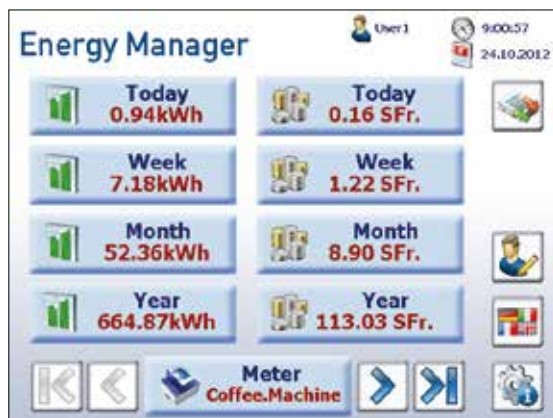 Energy Manager
User1
9:00:57
24.10.2012
Today
0.94kWh
Today
0.16 SFr.
Week
7.18kWh
Week
1.22 SFr.
Month
52.36kWh
Month
8.90 SFr.
Year
664.87kWh
Year
113.03 SFr.
Meter
Coffee.Machine